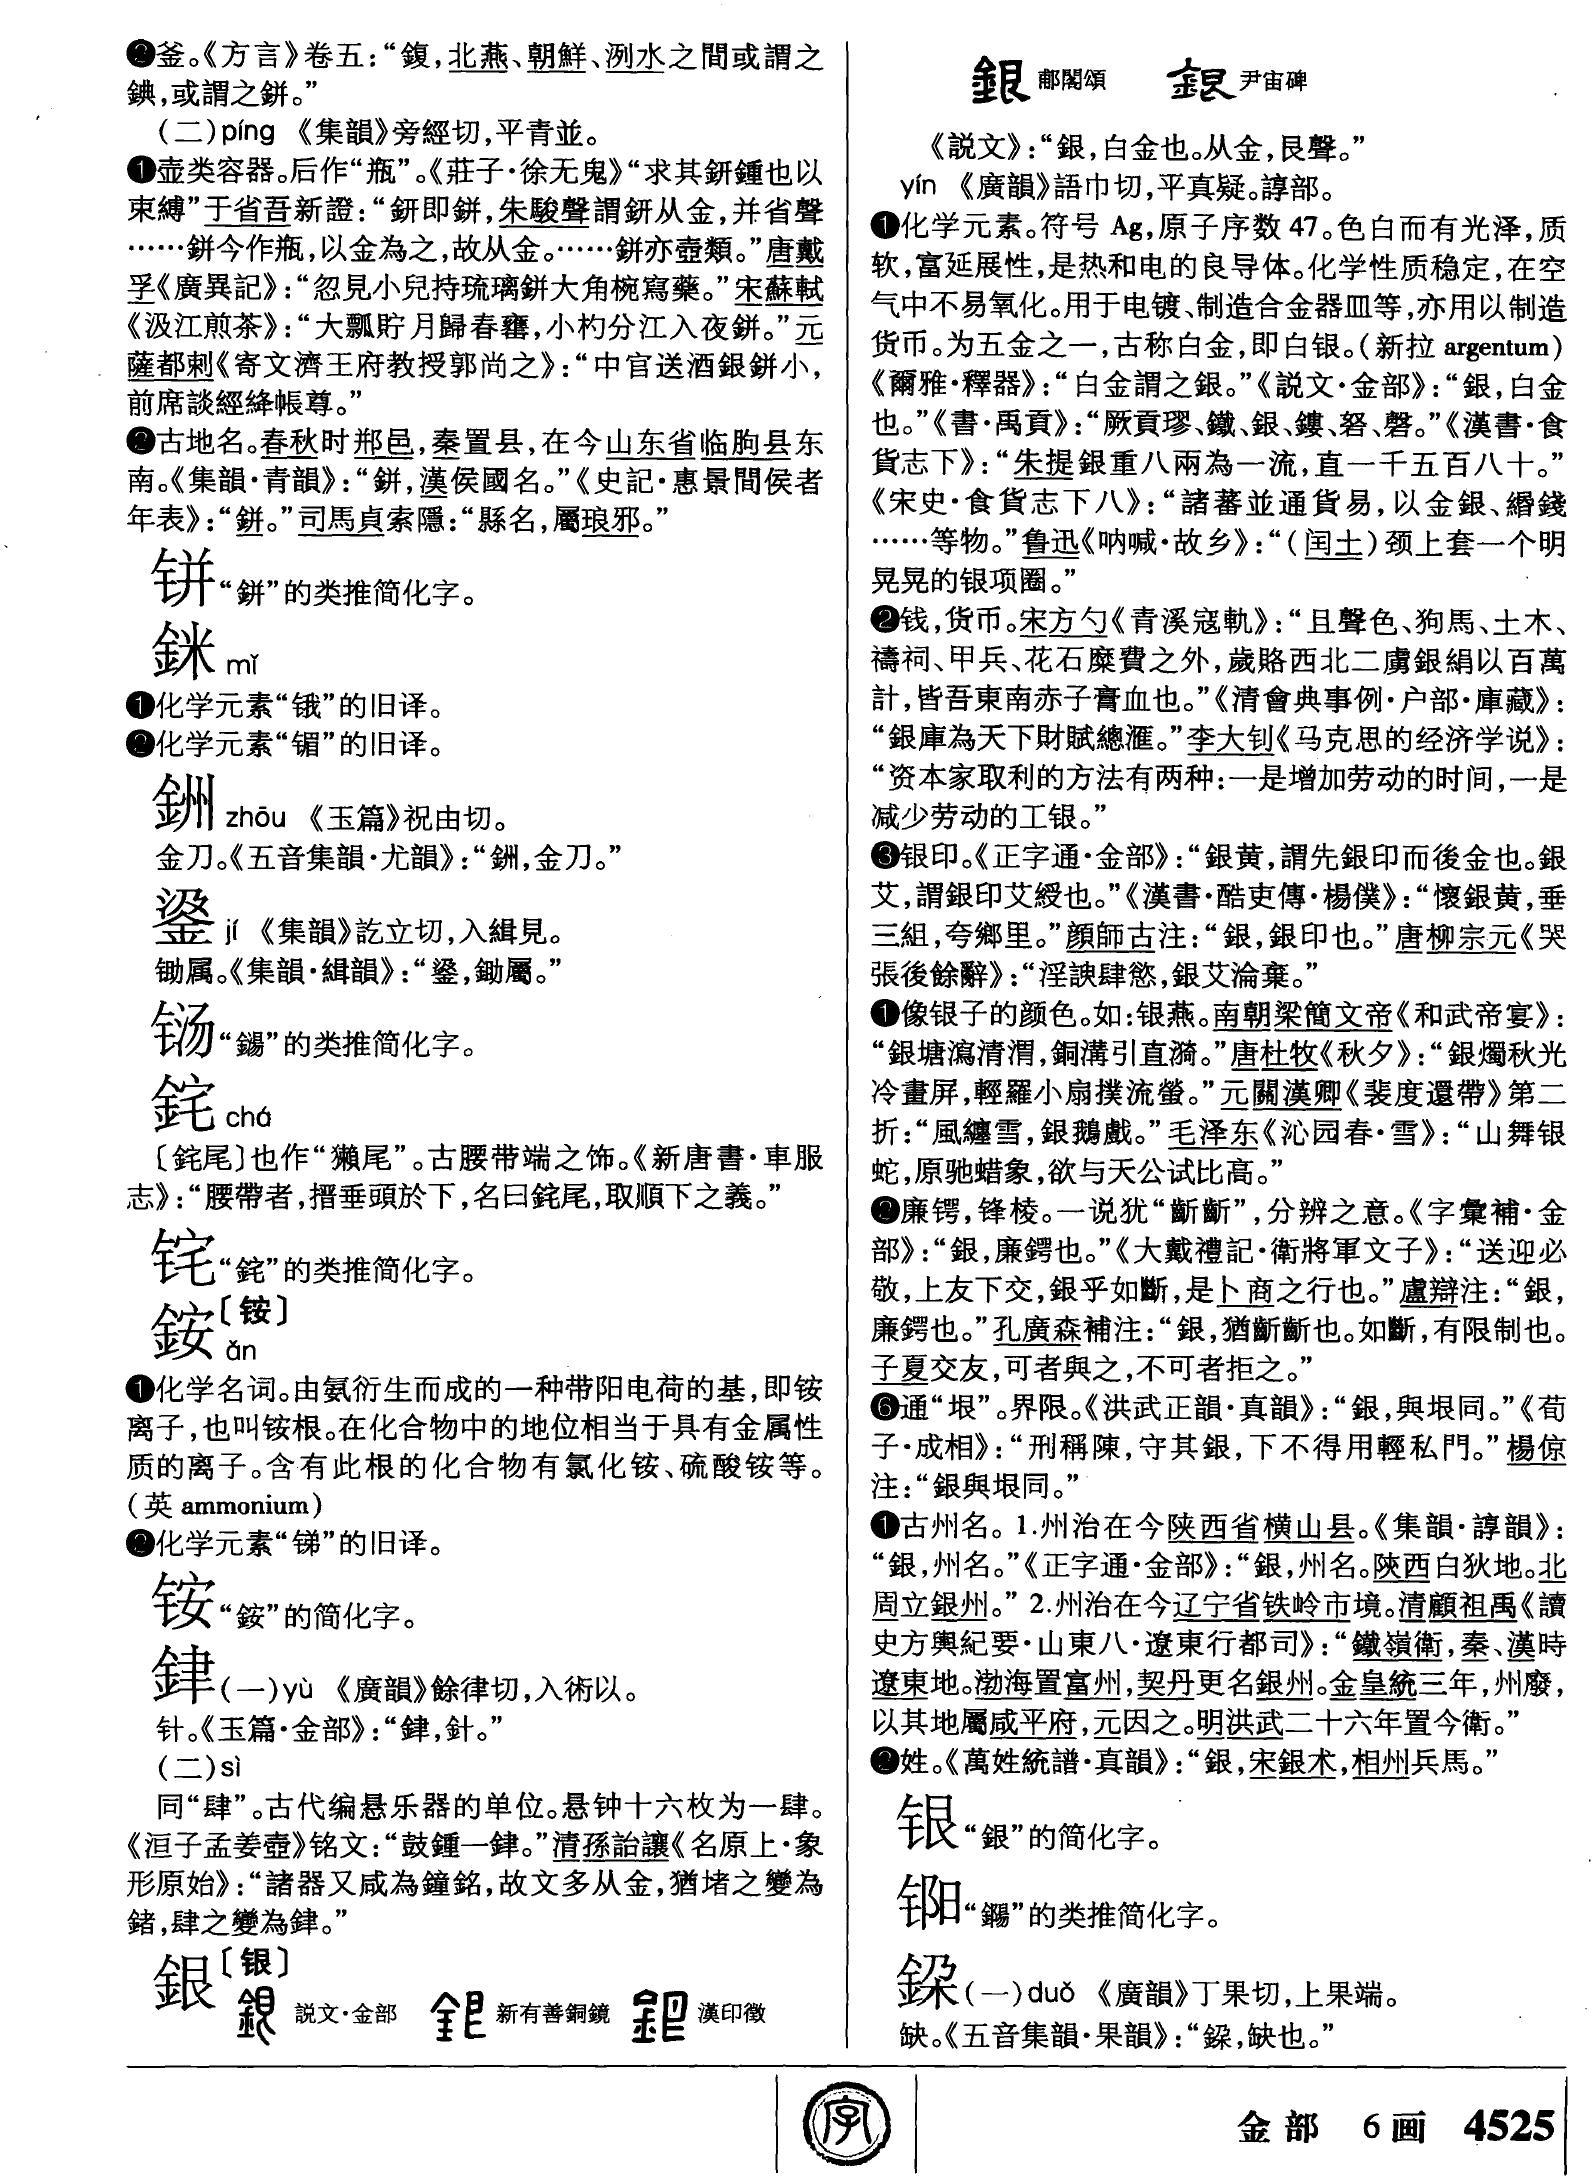 ❷釜。《方言》卷五：“鍑，北燕、朝鮮、洌水之間或謂之
錪，或謂之鉼。”
(二)píng 《集韻》旁經切，平青並。
❶壶类容器。后作“瓶”。《莊子·徐无鬼》“求其鈃鍾也以
束縛”于省吾新證：“鈃即鉼，朱駿聲謂鈃从金，并省聲
……鉼今作瓶，以金為之，故从金。……鉼亦壺類。”唐戴
孚《廣異記》：“忽見小兒持琉璃鉼大角椀寫藥。”宋蘇軾
《汲江煎茶》：“大瓢貯月歸春甕，小杓分江入夜鉼。”元
薩都剌《寄文濟王府教授郭尚之》：“中官送酒銀鉼小，
前席談經絳帳尊。”
❷古地名。春秋时郱邑，秦置县，在今山东省临朐县东
南。《集韻·青韻》：“鉼，漢侯國名。”《史記·惠景間侯者
年表》：“鉼。”司馬貞索隱：“縣名，屬琅邪。”
𫓴“鉼”的类推简化字。
銤 mǐ
❶化学元素“锇”的旧译。
❷化学元素“镅”的旧译。
銂 zhōu 《玉篇》祝由切。
金刀。《五音集韻·尤韻》：“銂，金刀。”
鋈 jí 《集韻》訖立切，入緝見。
锄属。《集韻·緝韻》：“，鋤屬。”
钖“鍚”的类推简化字。
鉈 chá
〔銩尾〕也作“獺尾”。古腰带端之饰。《新唐書·車服
志》：“腰帶者，搢垂頭於下，名曰尾，取順下之義。”
“”的类推简化字。
銨〔铵〕
ǎn
❶化学名词。由氨衍生而成的一种带阳电荷的基，即铵
离子，也叫铵根。在化合物中的地位相当于具有金属性
质的离子。含有此根的化合物有氯化铵、硫酸铵等。
（英 ammonium）
❷化学元素“锑”的旧译。
铵“銨”的简化字。
銉(一)yù 《廣韻》餘律切，入術以。
针。《玉篇·金部》：“銉，針。”
(二)sì
同“肆”。古代编悬乐器的单位。悬钟十六枚为一肆。
《洹子孟姜壺》铭文：“鼓鍾一銉。”清孫詒讓《名原上·象
形原始》：“諸器又咸為鐘銘，故文多从金，猶堵之變為
鍺，肆之變為銉。”
銀〔银〕
銀 説文·金部 銀 新有善銅鏡 銀 漢印徵
銀 郙閣頌 銀 尹宙碑
《説文》：“銀，白金也。从金，艮聲。”
yín 《廣韻》語巾切，平真疑。諄部。
❶化学元素。符号 Ag，原子序数 47。色白而有光泽，质
软，富延展性，是热和电的良导体。化学性质稳定，在空
气中不易氧化。用于电镀、制造合金器皿等，亦用以制造
货币。为五金之一，古称白金，即白银。（新拉 argentum）
《爾雅·釋器》：“白金謂之銀。”《説文·金部》：“銀，白金
也。”《書·禹貢》：“厥貢璆、鐵、銀、鏤、砮、磬。”《漢書·食
貨志下》：“朱提銀重八兩為一流，直一千五百八十。”
《宋史·食貨志下八》：“諸蕃並通貨易，以金銀、緡錢
……等物。”鲁迅《呐喊·故乡》：“（闰土）颈上套一个明
晃晃的银项圈。”
❷钱，货币。宋方勺《青溪寇軌》：“且聲色、狗馬、土木、
禱祠、甲兵、花石糜費之外，歲賂西北二虜銀絹以百萬
計，皆吾東南赤子膏血也。”《清會典事例·户部·庫藏》：
“銀庫為天下財賦總滙。”李大钊《马克思的经济学说》：
“资本家取利的方法有两种：一是增加劳动的时间，一是
减少劳动的工银。”
❸银印。《正字通·金部》：“銀黄，謂先銀印而後金也。銀
艾，謂銀印艾綬也。”《漢書·酷吏傳·楊僕》：“懷銀黄，垂
三組，夸鄉里。”顔師古注：“銀，銀印也。”唐柳宗元《哭
張後餘辭》：“淫諛肆慾，銀艾淪棄。”
❶像银子的颜色。如：银燕。南朝梁簡文帝《和武帝宴》：
“銀塘瀉清渭，銅溝引直漪。”唐杜牧《秋夕》：“銀燭秋光
冷畫屏，輕羅小扇撲流螢。”元關漢卿《裴度還帶》第二
折：“風纏雪，銀鵝戲。”毛泽东《沁园春·雪》：“山舞银
蛇，原驰蜡象，欲与天公试比高。”
❷廉锷，锋棱。一说犹“齗齗”，分辨之意。《字彙補·金
部》：“銀，廉鍔也。”《大戴禮記·衛將軍文子》：“送迎必
敬，上友下交，銀乎如斷，是卜商之行也。”盧辯注：“銀，
廉鍔也。”孔廣森補注：“銀，猶齗齗也。如斷，有限制也。
子夏交友，可者與之，不可者拒之。”
❻通“垠”。界限。《洪武正韻·真韻》：“銀，與垠同。”《荀
子·成相》：“刑稱陳，守其銀，下不得用輕私門。”楊倞
注：“銀與垠同。”
❶古州名。1.州治在今陕西省横山县。《集韻·諄韻》：
“銀，州名。”《正字通·金部》：“銀，州名。陝西白狄地。北
周立銀州。”2.州治在今辽宁省铁岭市境。清顧祖禹《讀
史方輿紀要·山東八·遼東行都司》：“鐵嶺衛，秦、漢時
遼東地。渤海置富州，契丹更名銀州。金皇統三年，州廢，
以其地屬咸平府，元因之。明洪武二十六年置今衛。”
❷姓。《萬姓統譜·真韻》：“銀，宋銀术，相州兵馬。”
银“銀”的简化字。
“鐊”的类推简化字。
鍒(一)duǒ 《廣韻》丁果切，上果端。
缺。《五音集韻·果韻》：“，缺也。”
字
金部 6画 4525